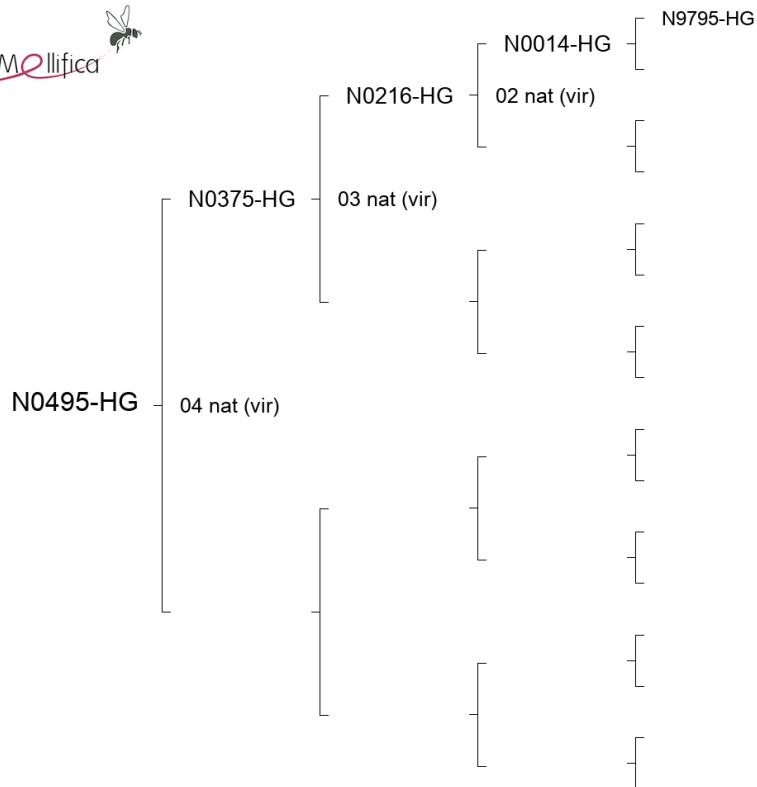 N9795-HG
N0014-HG
Mellifica
N0216-HG
02 nat (vir)
N0375-HG
03 nat (vir)
N0495-HG
04 nat (vir)